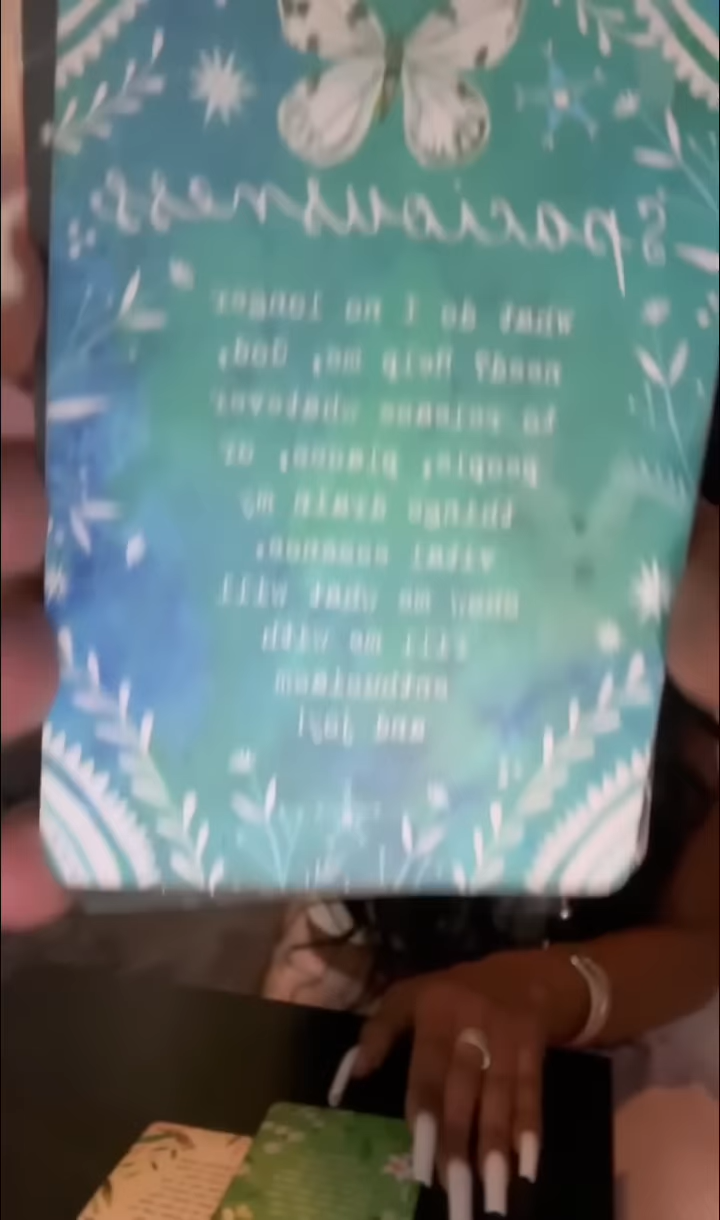 Spaciousness
What do I no longer
need? Help me, God,
to release whatever
people, places, or
things drain my
vital essence.
Show me what will
fill me with
enthusiasm
and joy!